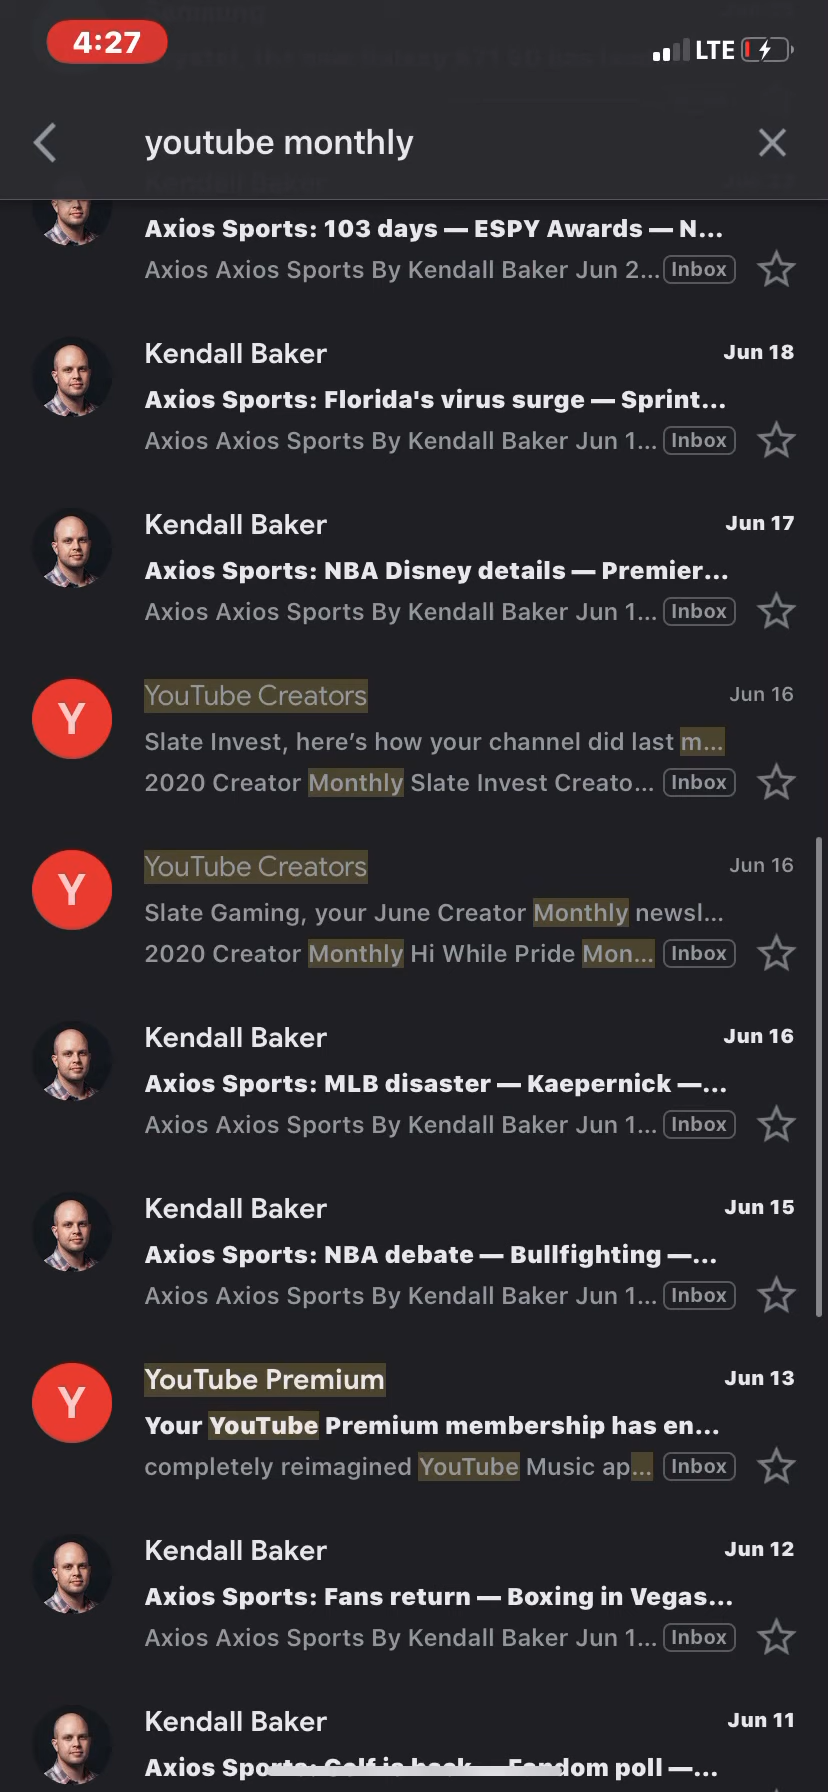 4:27
LTE
youtube monthly
Kendall Baker
Axios Sports: 103 days — ESPY Awards — N...
Axios Axios Sports By Kendall Baker Jun 2... Inbox
Kendall Baker Jun 18
Axios Sports: Florida's virus surge — Sprint...
Axios Axios Sports By Kendall Baker Jun 1... Inbox
Kendall Baker Jun 17
Axios Sports: NBA Disney details — Premier...
Axios Axios Sports By Kendall Baker Jun 1... Inbox
Y
YouTube Creators Jun 16
Slate Invest, here’s how your channel did last m...
2020 Creator Monthly Slate Invest Creato... Inbox
Y
YouTube Creators Jun 16
Slate Gaming, your June Creator Monthly newsl...
2020 Creator Monthly Hi While Pride Mon... Inbox
Kendall Baker Jun 16
Axios Sports: MLB disaster — Kaepernick —...
Axios Axios Sports By Kendall Baker Jun 1... Inbox
Kendall Baker Jun 15
Axios Sports: NBA debate — Bullfighting —...
Axios Axios Sports By Kendall Baker Jun 1... Inbox
Y
YouTube Premium Jun 13
Your YouTube Premium membership has en...
completely reimagined YouTube Music ap... Inbox
Kendall Baker Jun 12
Axios Sports: Fans return — Boxing in Vegas...
Axios Axios Sports By Kendall Baker Jun 1... Inbox
Kendall Baker Jun 11
Axios Sports: Golf is back — Fandom poll —...